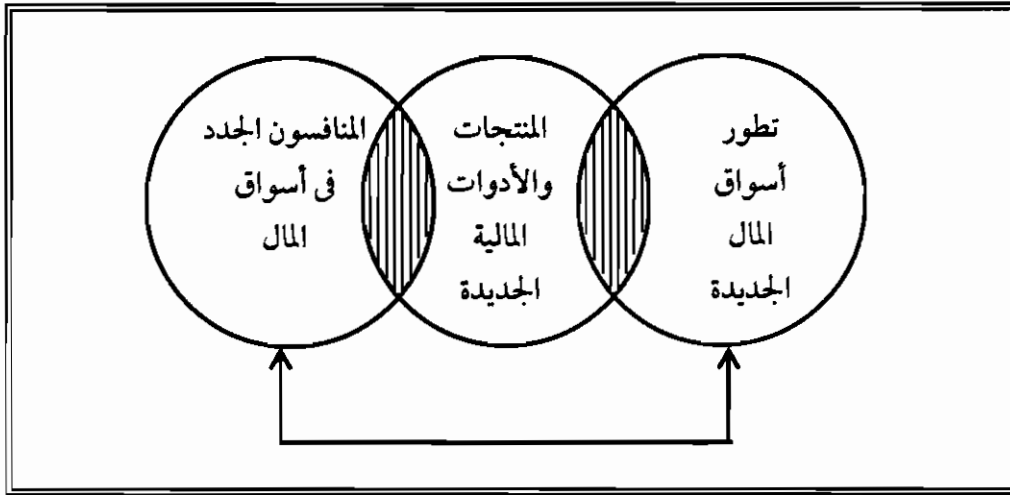 تطور
أسواق
المال
الجديدة
المنتجات
والأدوات
المالية
الجديدة
المنافسون الجدد
فى أسواق
المال